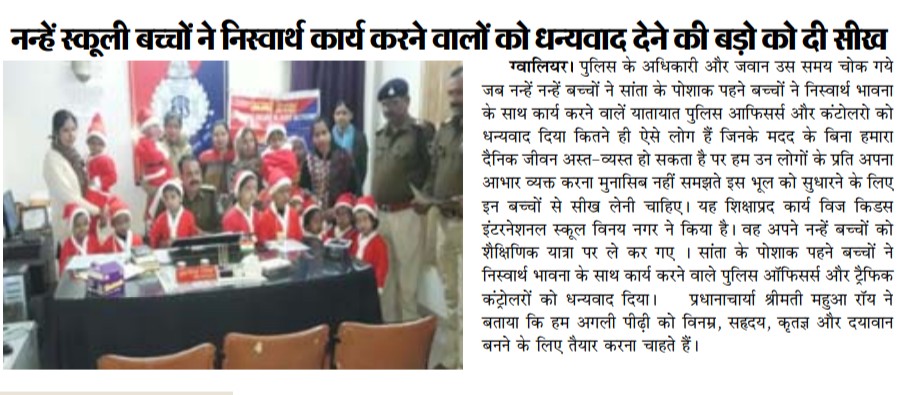 नन्हें स्कूली बच्चों ने निस्वार्थ कार्य करने वालों को धन्यवाद देने की बड़ो को दी सीख
ग्वालियर। पुलिस के अधिकारी और जवान उस समय चोक गये
जब नन्हें नन्हें बच्चों ने सांता के पोशाक पहने बच्चों ने निस्वार्थ भावना
के साथ कार्य करने वालें यातायात पुलिस आफिसर्स और कंटोलरो को
धन्यवाद दिया कितने ही ऐसे लोग हैं जिनके मदद के बिना हमारा
दैनिक जीवन अस्त-व्यस्त हो सकता है पर हम उन लोगों के प्रति अपना
आभार व्यक्त करना मुनासिब नहीं समझते इस भूल को सुधारने के लिए
इन बच्चों से सीख लेनी चाहिए। यह शिक्षाप्रद कार्य विज किडस
इंटरनेशनल स्कूल विनय नगर ने किया है। वह अपने नन्हें बच्चों को
शैक्षिणिक यात्रा पर ले कर गए । सांता के पोशाक पहने बच्चों ने
निस्वार्थ भावना के साथ कार्य करने वाले पुलिस ऑफिसर्स और ट्रैफिक
कंट्रोलरों को धन्यवाद दिया। प्रधानाचार्या श्रीमती महुआ रॉय ने
बताया कि हम अगली पीढ़ी को विनम्र, सहृदय, कृतज्ञ और दयावान
बनने के लिए तैयार करना चाहते हैं।